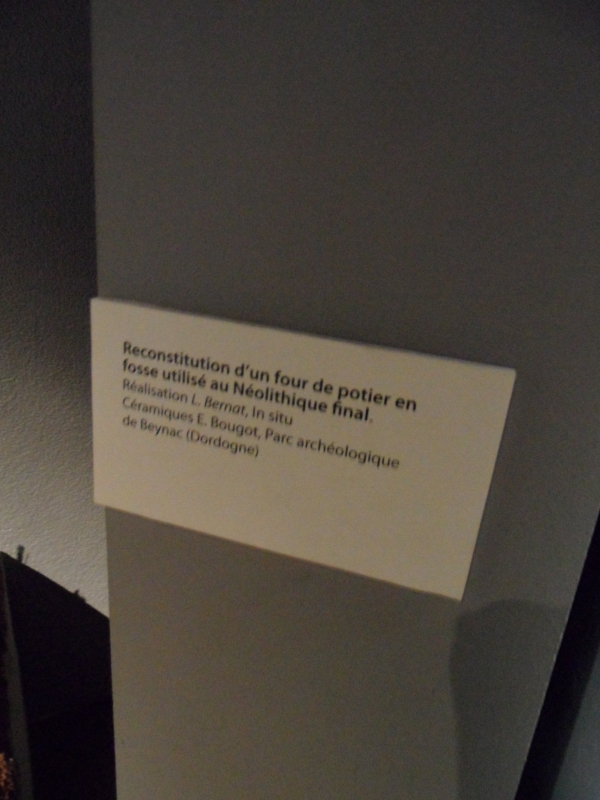 Reconstitution d'un four de potier en
fosse utilisé au Néolithique final.
Réalisation L. Bernat, In situ
Céramiques E. Bougot, Parc archéologique
de Beynac (Dordogne)